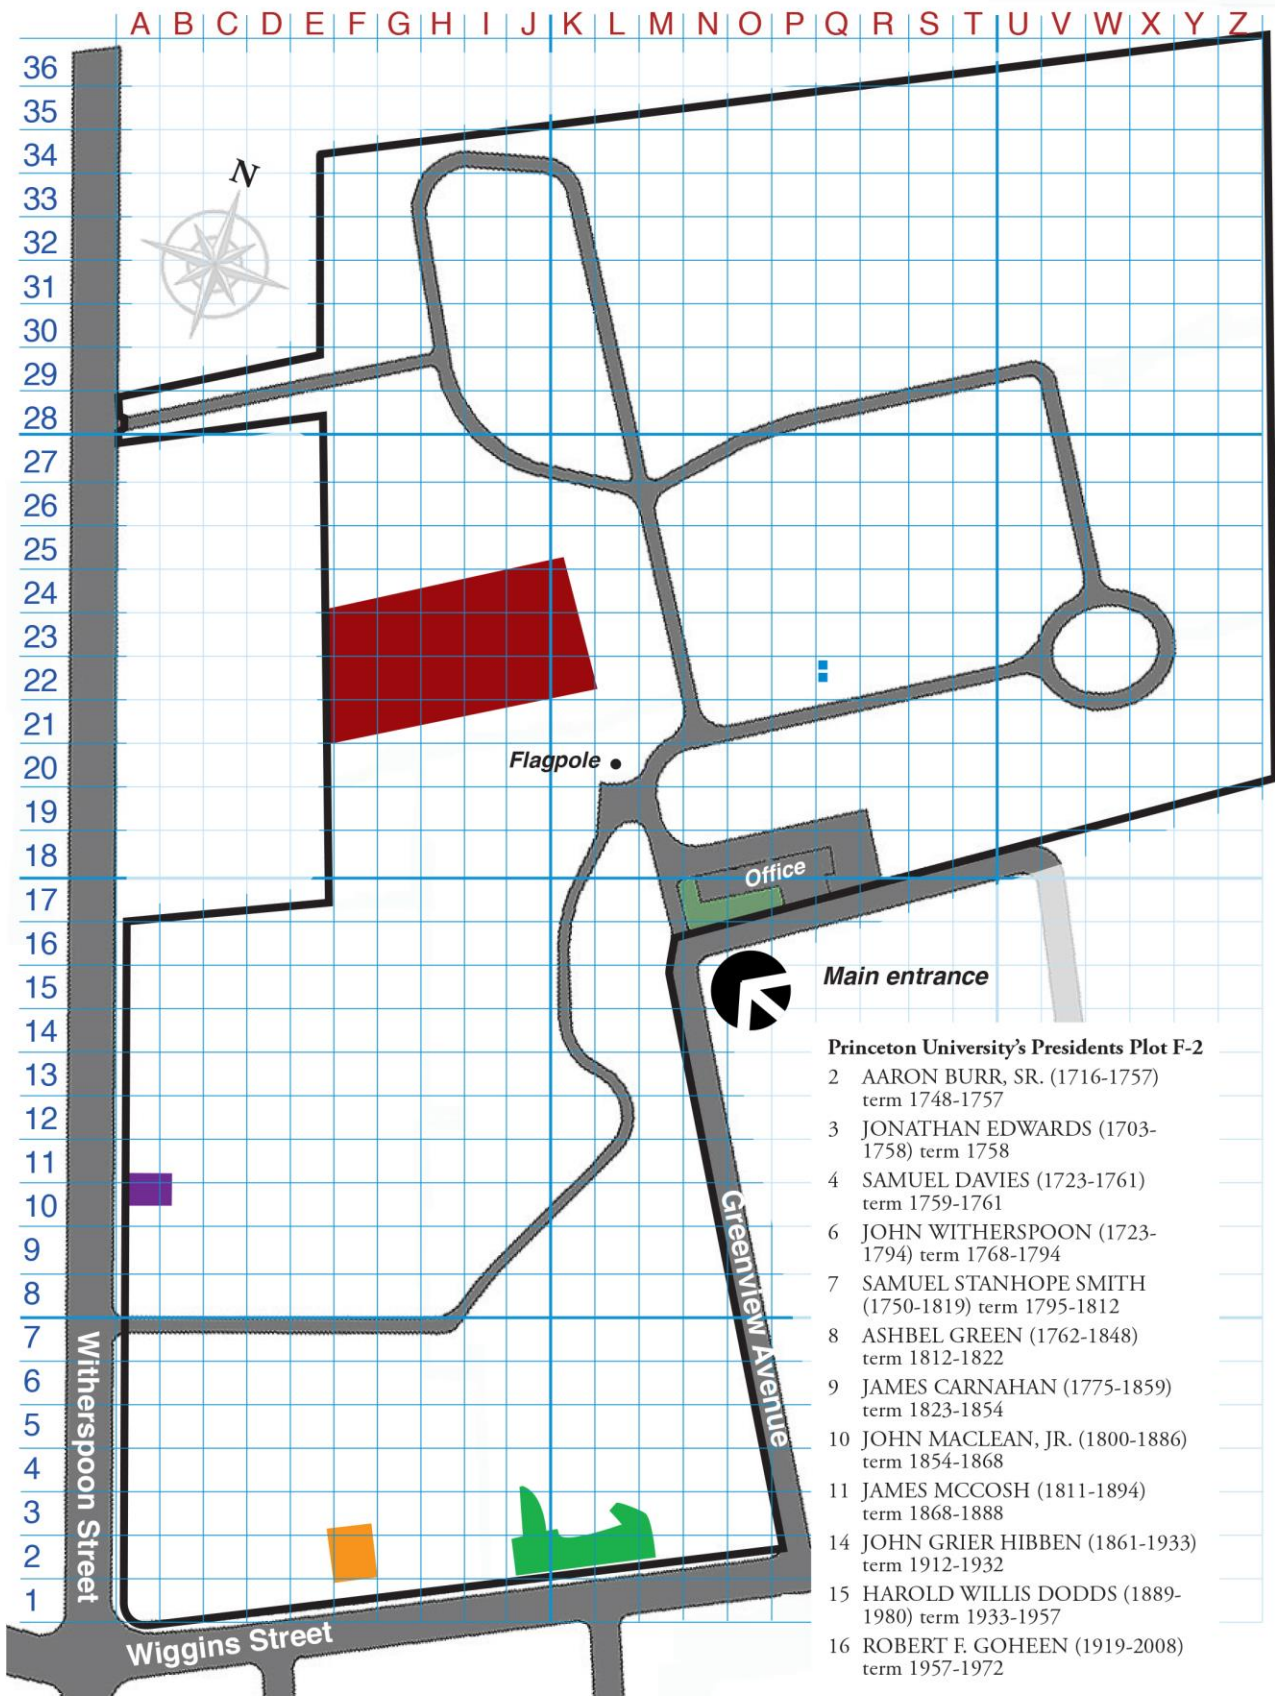 A B C D E F G H I J K L M N O P Q R S T U V W X Y Z
36
35
34
33
32
31
30
29
28
27
26
25
24
23
22
21
20
19
18
17
16
15
14
13
12
11
10
9
8
7
6
5
4
3
2
1
N
Flagpole
Office
Main entrance
Greenview Avenue
Witherspoon Street
Wiggins Street
Princeton University's Presidents Plot F-2
2 AARON BURR, SR. (1716-1757)
term 1748-1757
3 JONATHAN EDWARDS (1703-
1758) term 1758
4 SAMUEL DAVIES (1723-1761)
term 1759-1761
6 JOHN WITHERSPOON (1723-
1794) term 1768-1794
7 SAMUEL STANHOPE SMITH
(1750-1819) term 1795-1812
8 ASHBEL GREEN (1762-1848)
term 1812-1822
9 JAMES CARNAHAN (1775-1859)
term 1823-1854
10 JOHN MACLEAN, JR. (1800-1886)
term 1854-1868
11 JAMES MCCOSH (1811-1894)
term 1868-1888
14 JOHN GRIER HIBBEN (1861-1933)
term 1912-1932
15 HAROLD WILLIS DODDS (1889-
1980) term 1933-1957
16 ROBERT F. GOHEEN (1919-2008)
term 1957-1972